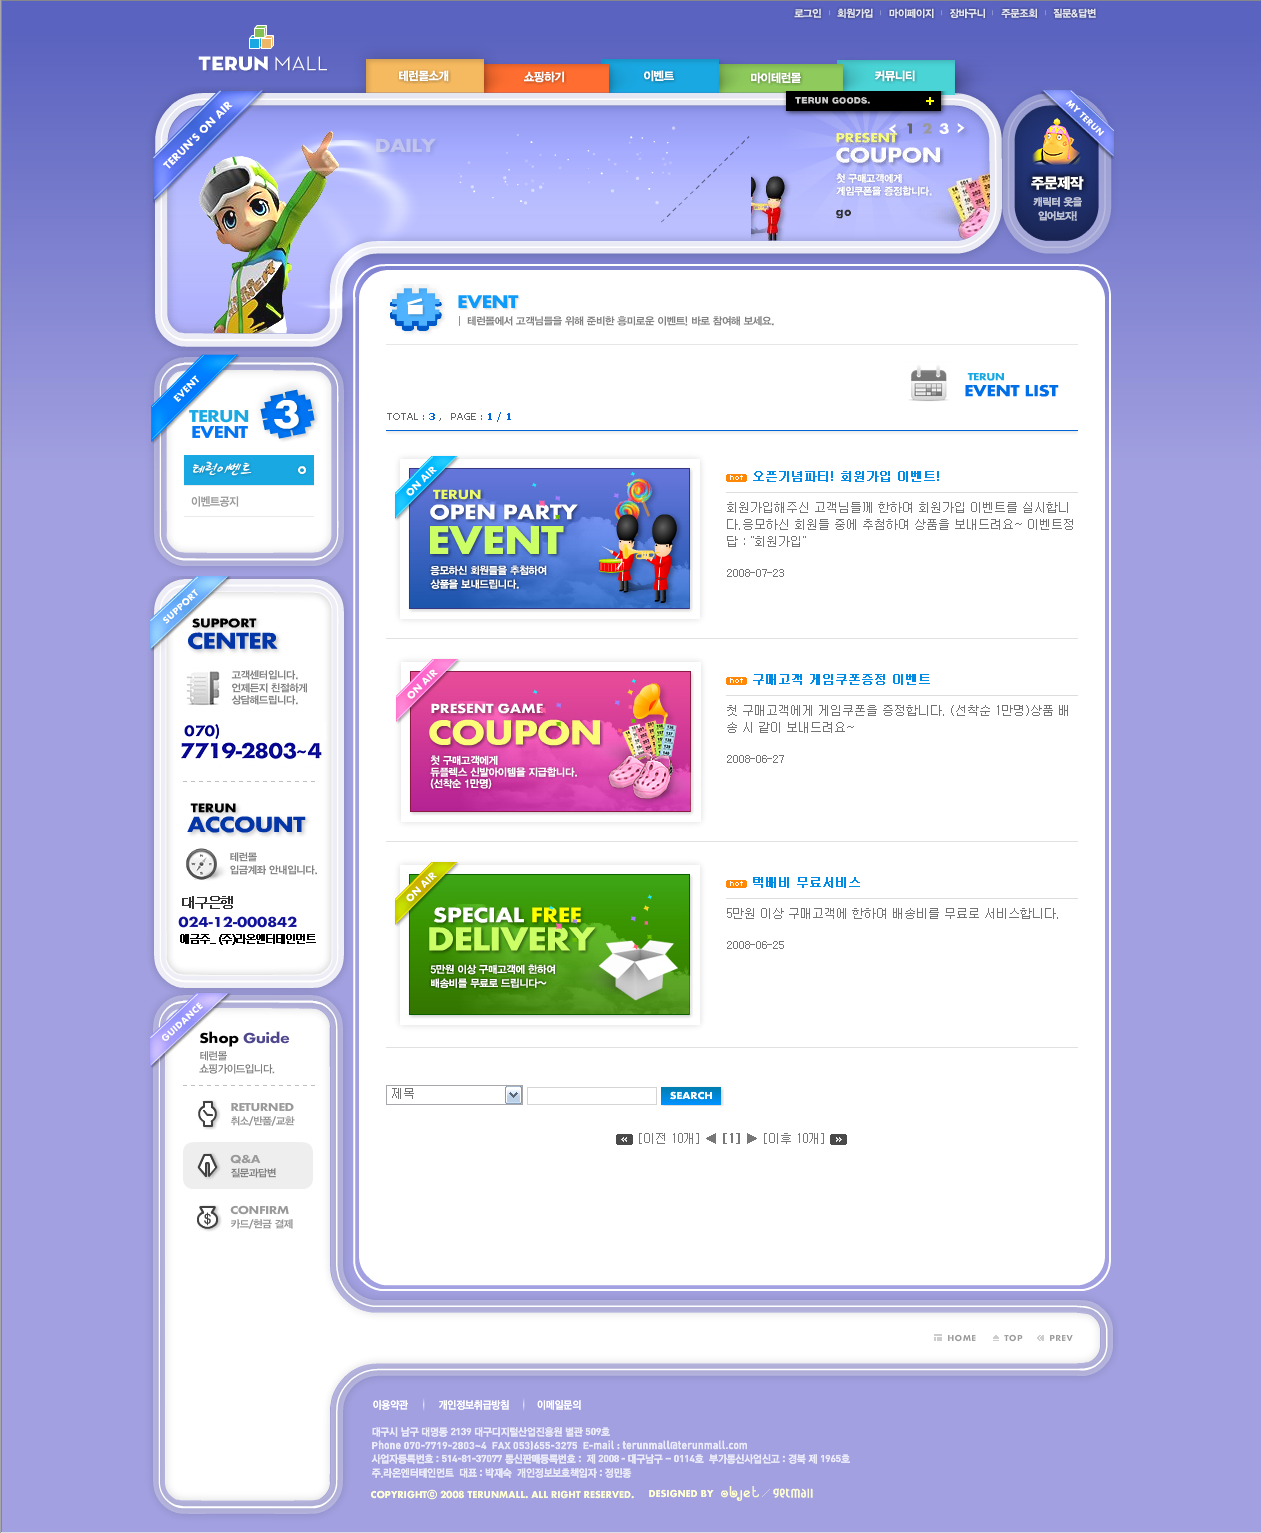 로그인 | 회원가입 | 마이페이지 | 장바구니 | 주문조회 | 질문&답변
TERUN MALL
테런몰소개 쇼핑하기 이벤트 마이테런몰 커뮤니티
TERUN GOODS. +
TERUN'S ON AIR
DAILY
1 2 3
PRESENT
COUPON
첫 구매고객에게
게임쿠폰을 증정합니다.
go
MY TERUN
주문제작
캐릭터 옷을
입어보자!
EVENT
| 테런몰에서 고객님들을 위해 준비한 흥미로운 이벤트! 바로 참여해 보세요.
EVENT
TERUN
EVENT
3
테런이벤트
이벤트공지
TERUN
EVENT LIST
TOTAL : 3 , PAGE : 1 / 1
ON AIR
TERUN
OPEN PARTY
EVENT
응모하신 회원들을 추첨하여
상품을 보내드립니다.
hot 오픈기념파티! 회원가입 이벤트!
회원가입해주신 고객님들께 한하여 회원가입 이벤트를 실시합니
다.응모하신 회원들 중에 추첨하여 상품을 보내드려요~ 이벤트정
답 : "회원가입"
2008-07-23
ON AIR
PRESENT GAME
COUPON
첫 구매고객에게
듀플렉스 신발아이템을 지급합니다.
(선착순 1만명)
hot 구매고객 게임쿠폰증정 이벤트
첫 구매고객에게 게임쿠폰을 증정합니다. (선착순 1만명)상품 배
송 시 같이 보내드려요~
2008-06-27
ON AIR
SPECIAL FREE
DELIVERY
5만원 이상 구매고객에 한하여
배송비를 무료로 드립니다~
hot 택배비 무료서비스
5만원 이상 구매고객에 한하여 배송비를 무료로 서비스합니다.
2008-06-25
SUPPORT
SUPPORT
CENTER
고객센터입니다.
언제든지 친절하게
상담해드립니다.
070)
7719-2803~4
TERUN
ACCOUNT
테런몰
입금계좌 안내입니다.
대구은행
024-12-000842
예금주_ (주)라온엔터테인먼트
GUIDANCE
Shop Guide
테런몰
쇼핑가이드입니다.
RETURNED
취소/반품/교환
Q&A
질문과답변
CONFIRM
카드/현금 결제
제목 SEARCH
[이전 10개] ◀ [1] ▶ [이후 10개]
HOME TOP PREV
이용약관 | 개인정보취급방침 | 이메일문의
대구시 남구 대명동 2139 대구디지털산업진흥원 별관 509호
Phone 070-7719-2803~4 FAX 053)655-3275 E-mail : terunmall@terunmall.com
사업자등록번호 : 514-81-37077 통신판매등록번호 : 제 2008 - 대구남구 - 0114호 부가통신사업신고 : 경북 제 1965호
주.라온엔터테인먼트 대표 : 박재숙 개인정보보호책임자 : 정민종
COPYRIGHTⓒ 2008 TERUNMALL. ALL RIGHT RESERVED. DESIGNED BY objet / getmall